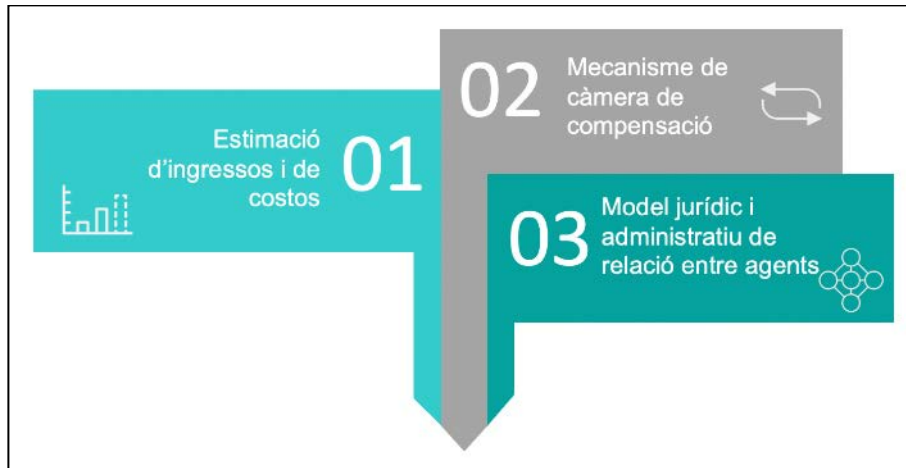 01
Estimació
d'ingressos i de
costos
02
Mecanisme de
càmera de
compensació
03
Model jurídic i
administratiu de
relació entre agents